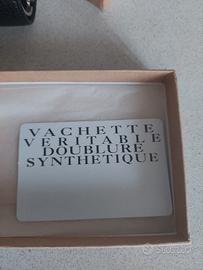 VACHETTE
VERITABLE
DOUBLURE
SYNTHETIQUE